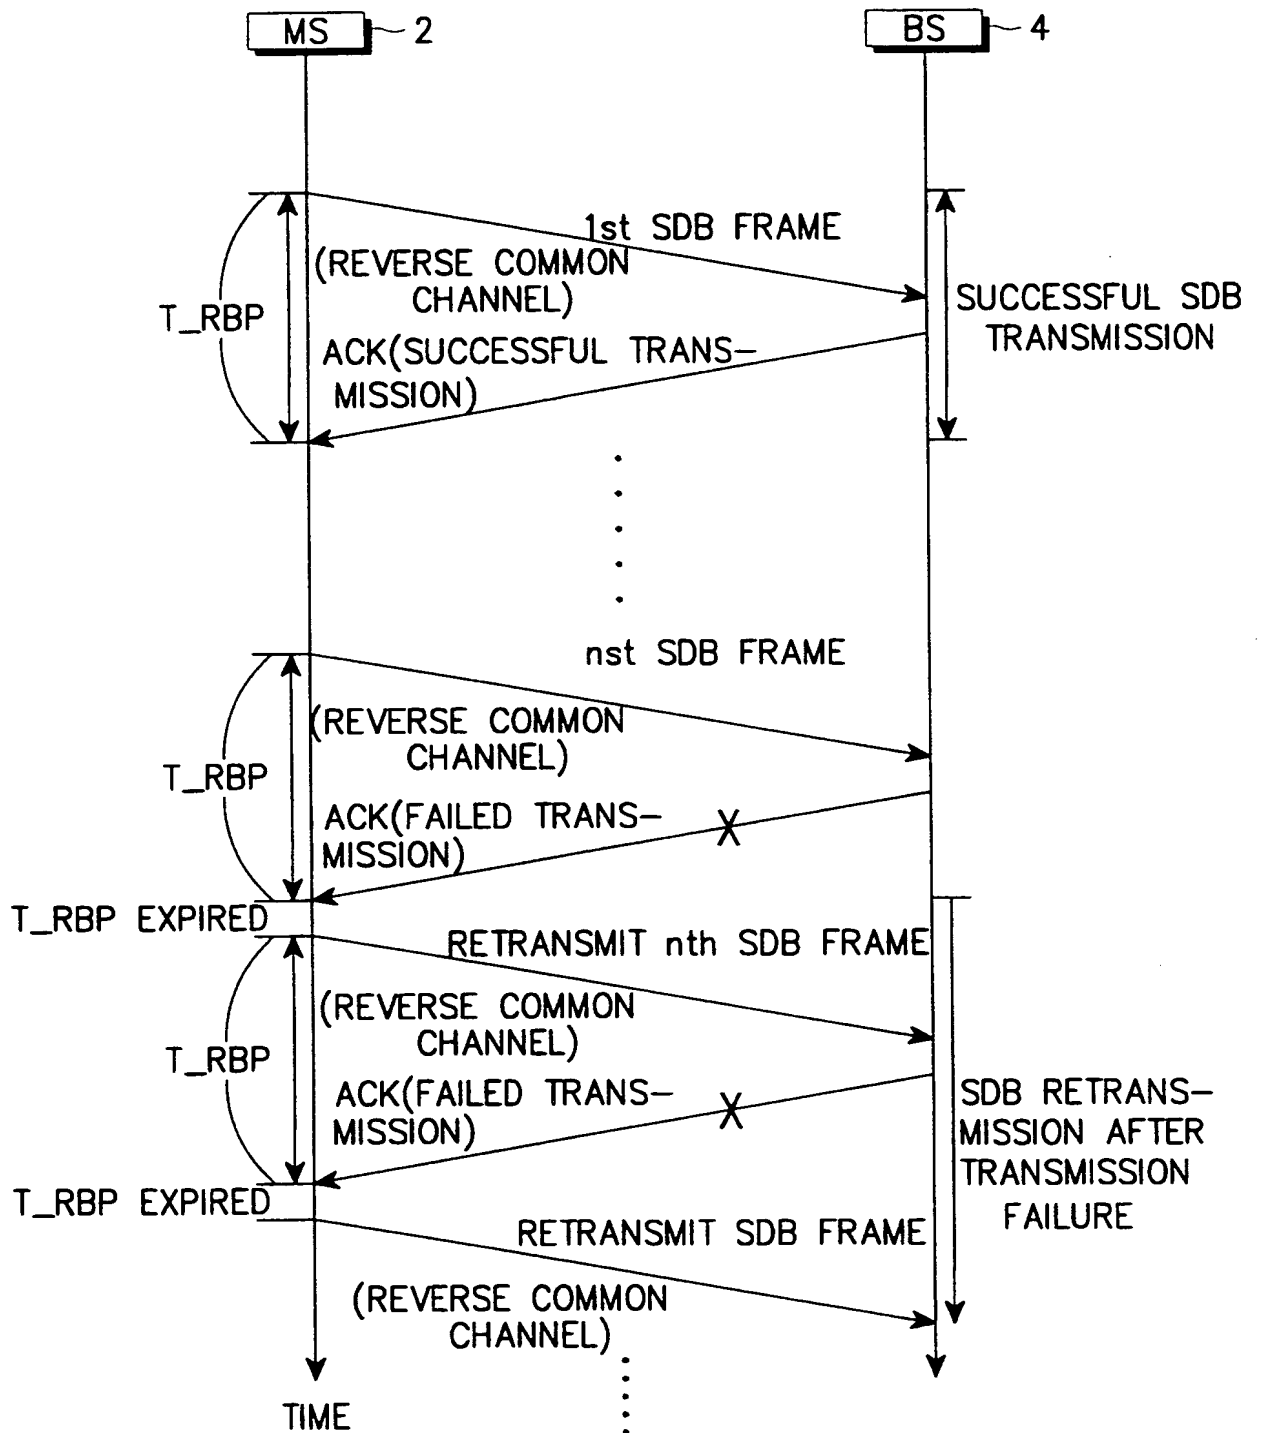 MS 2
BS 4
1st SDB FRAME
(REVERSE COMMON
CHANNEL)
T_RBP
SUCCESSFUL SDB
TRANSMISSION
ACK(SUCCESSFUL TRANS-
MISSION)
nst SDB FRAME
(REVERSE COMMON
CHANNEL)
T_RBP
ACK(FAILED TRANS-
MISSION)
T_RBP EXPIRED
RETRANSMIT nth SDB FRAME
(REVERSE COMMON
CHANNEL)
T_RBP
ACK(FAILED TRANS-
MISSION)
SDB RETRANS-
MISSION AFTER
TRANSMISSION
FAILURE
T_RBP EXPIRED
RETRANSMIT SDB FRAME
(REVERSE COMMON
CHANNEL)
TIME